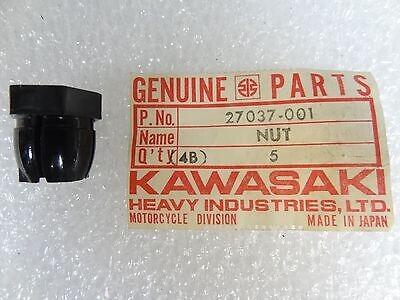 GENUINE PARTS
P.No. 27037-001
Name NUT
Q'ty (4B) 5
KAWASAKI
HEAVY INDUSTRIES, LTD.
MOTORCYCLE DIVISION MADE IN JAPAN